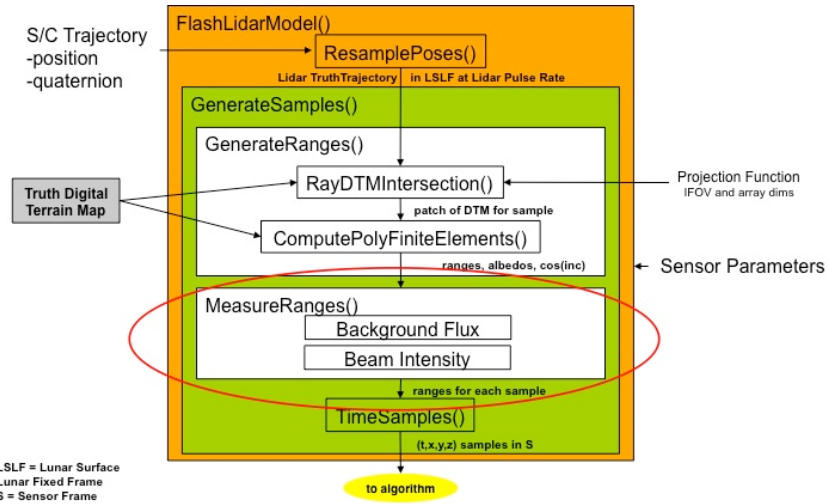 FlashLidarModel()
S/C Trajectory
-position
-quaternion
ResamplePoses()
Lidar TruthTrajectory in LSLF at Lidar Pulse Rate
GenerateSamples()
GenerateRanges()
Truth Digital
Terrain Map
RayDTMIntersection()
Projection Function
IFOV and array dims
patch of DTM for sample
ComputePolyFiniteElements()
ranges, albedos, cos(inc)
Sensor Parameters
MeasureRanges()
Background Flux
Beam Intensity
ranges for each sample
TimeSamples()
(t,x,y,z) samples in S
LSLF = Lunar Surface
Lunar Fixed Frame
S = Sensor Frame
to algorithm